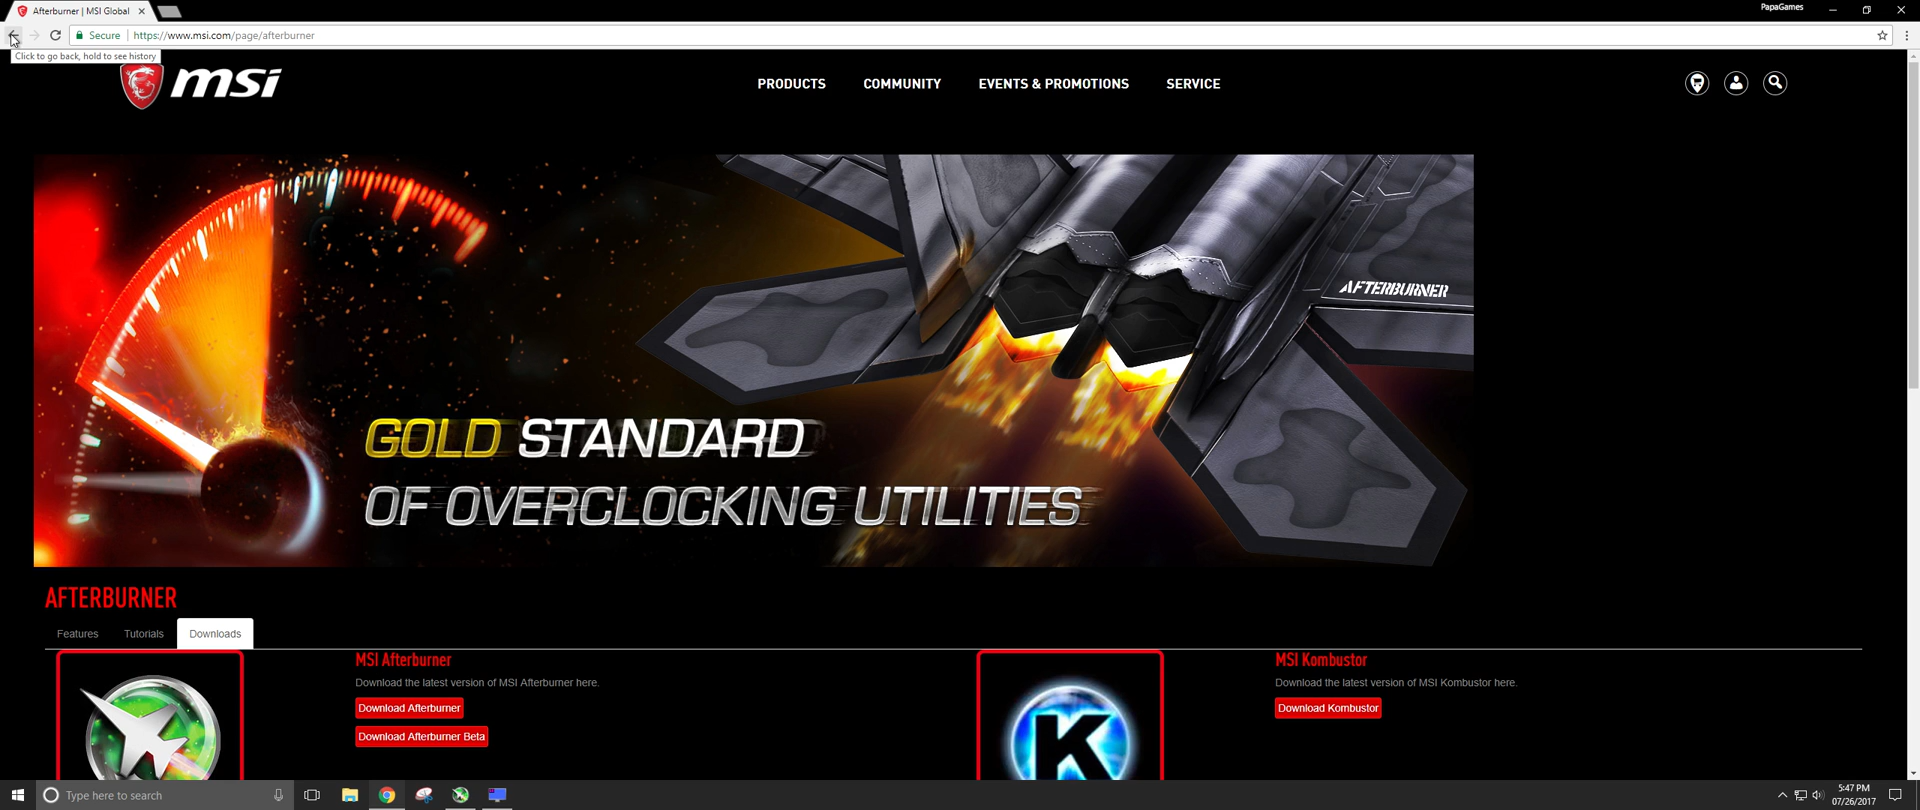 Afterburner | MSI Global
PapaGames
Secure
https://www.msi.com/page/afterburner
Click to go back, hold to see history
msi
PRODUCTS
COMMUNITY
EVENTS & PROMOTIONS
SERVICE
AFTERBURNER
GOLD STANDARD
OF OVERCLOCKING UTILITIES
AFTERBURNER
Features
Tutorials
Downloads
MSI Afterburner
Download the latest version of MSI Afterburner here.
Download Afterburner
Download Afterburner Beta
MSI Kombustor
Download the latest version of MSI Kombustor here.
Download Kombustor
K
Type here to search
5:47 PM
07/26/2017